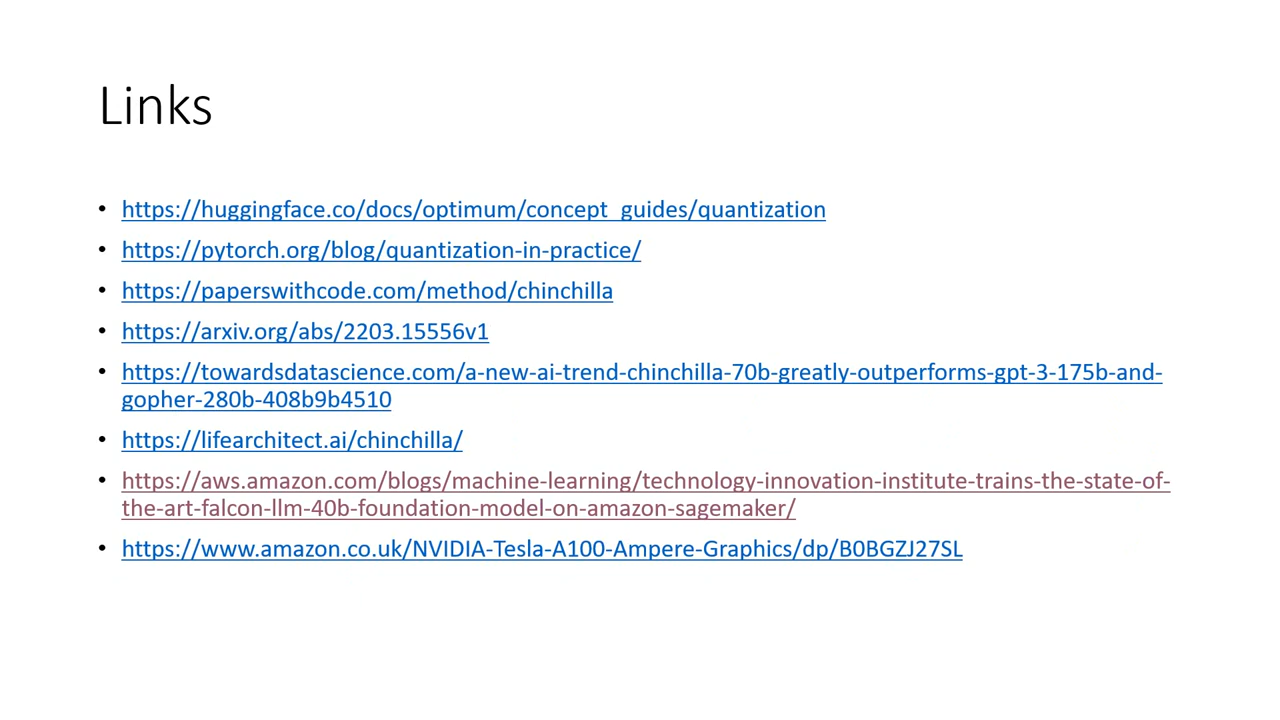 Links
• https://huggingface.co/docs/optimum/concept_guides/quantization
• https://pytorch.org/blog/quantization-in-practice/
• https://paperswithcode.com/method/chinchilla
• https://arxiv.org/abs/2203.15556v1
• https://towardsdatascience.com/a-new-ai-trend-chinchilla-70b-greatly-outperforms-gpt-3-175b-and-
gopher-280b-408b9b4510
• https://lifearchitect.ai/chinchilla/
• https://aws.amazon.com/blogs/machine-learning/technology-innovation-institute-trains-the-state-of-
the-art-falcon-llm-40b-foundation-model-on-amazon-sagemaker/
• https://www.amazon.co.uk/NVIDIA-Tesla-A100-Ampere-Graphics/dp/B0BGZJ27SL